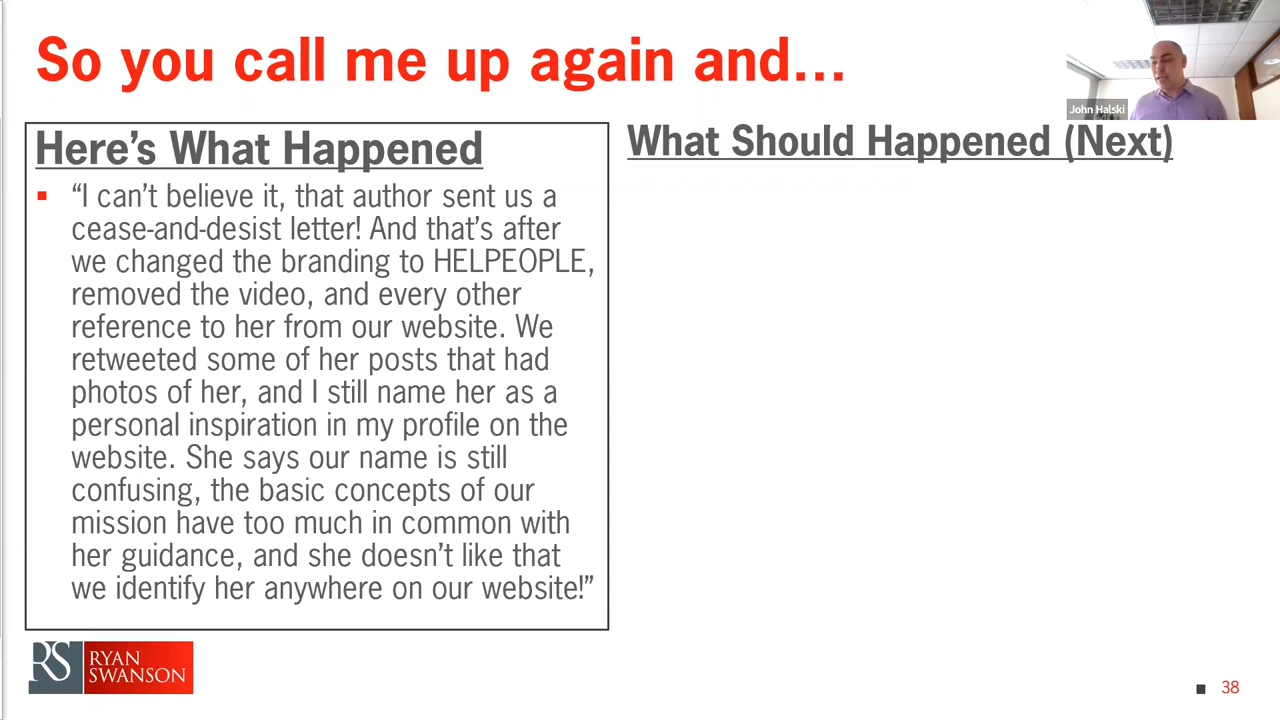 So you call me up again and…
John Halski
Here's What Happened
"I can't believe it, that author sent us a
cease-and-desist letter! And that's after
we changed the branding to HELPEOPLE,
removed the video, and every other
reference to her from our website. We
retweeted some of her posts that had
photos of her, and I still name her as a
personal inspiration in my profile on the
website. She says our name is still
confusing, the basic concepts of our
mission have too much in common with
her guidance, and she doesn't like that
we identify her anywhere on our website!"
What Should Happened (Next)
RS RYAN
SWANSON
38